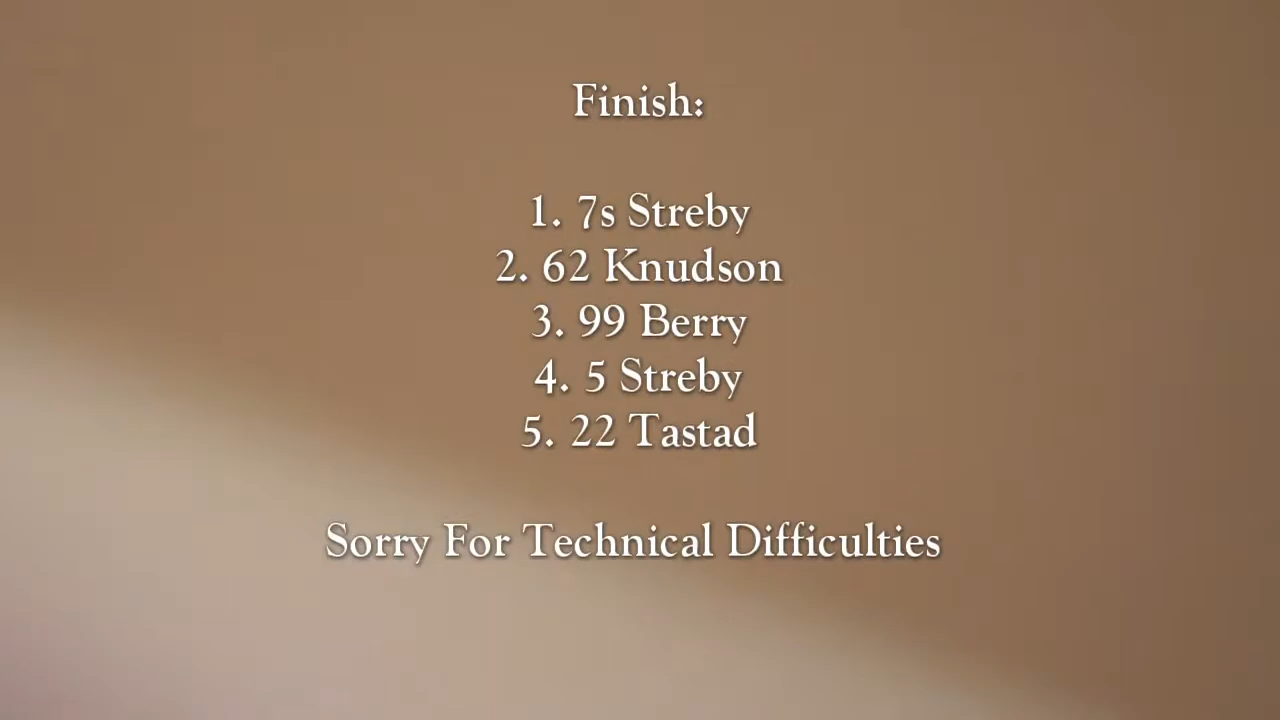 Finish:
1. 7s Streby
2. 62 Knudson
3. 99 Berry
4. 5 Streby
5. 22 Tastad
Sorry For Technical Difficulties